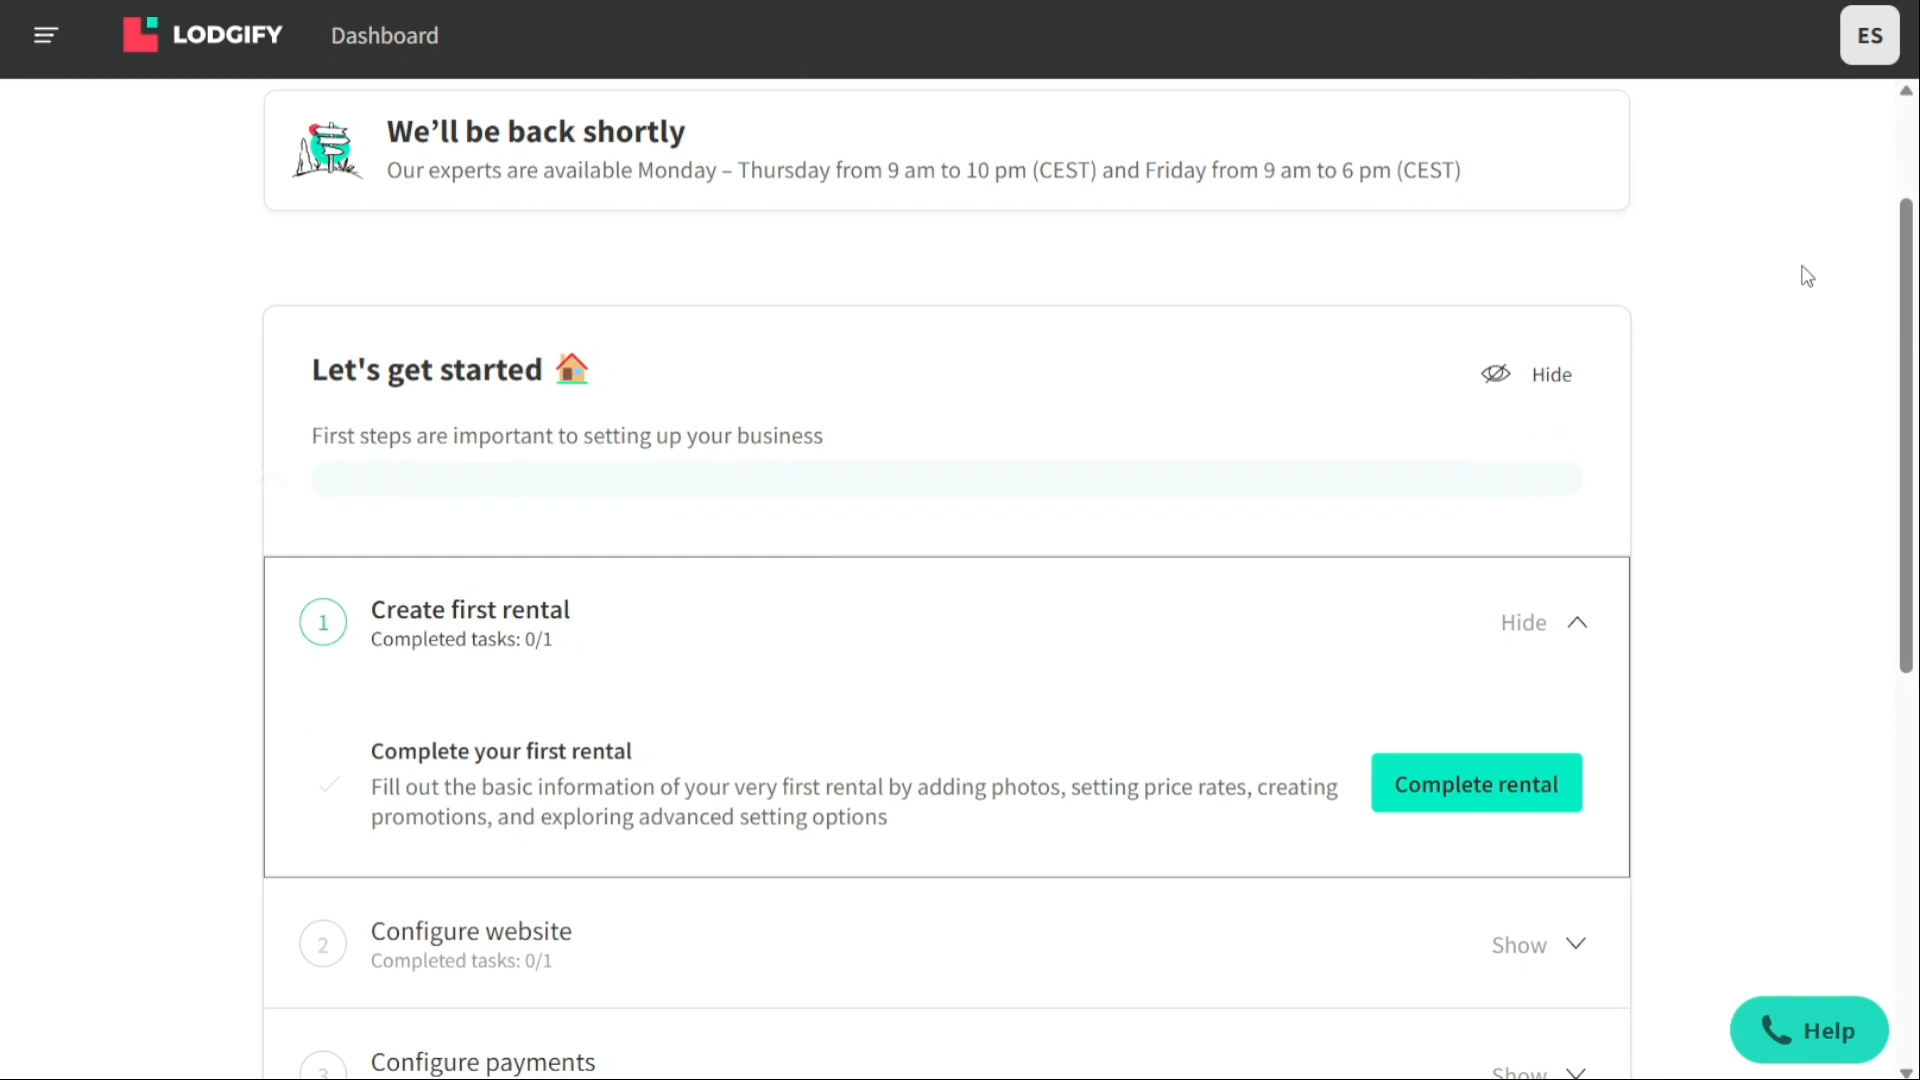 LODGIFY Dashboard ES
We’ll be back shortly
Our experts are available Monday – Thursday from 9 am to 10 pm (CEST) and Friday from 9 am to 6 pm (CEST)
Let's get started
Hide
First steps are important to setting up your business
1 Create first rental
Completed tasks: 0/1
Hide
Complete your first rental
Fill out the basic information of your very first rental by adding photos, setting price rates, creating
promotions, and exploring advanced setting options
Complete rental
2 Configure website
Completed tasks: 0/1
Show
3 Configure payments
Show
Help